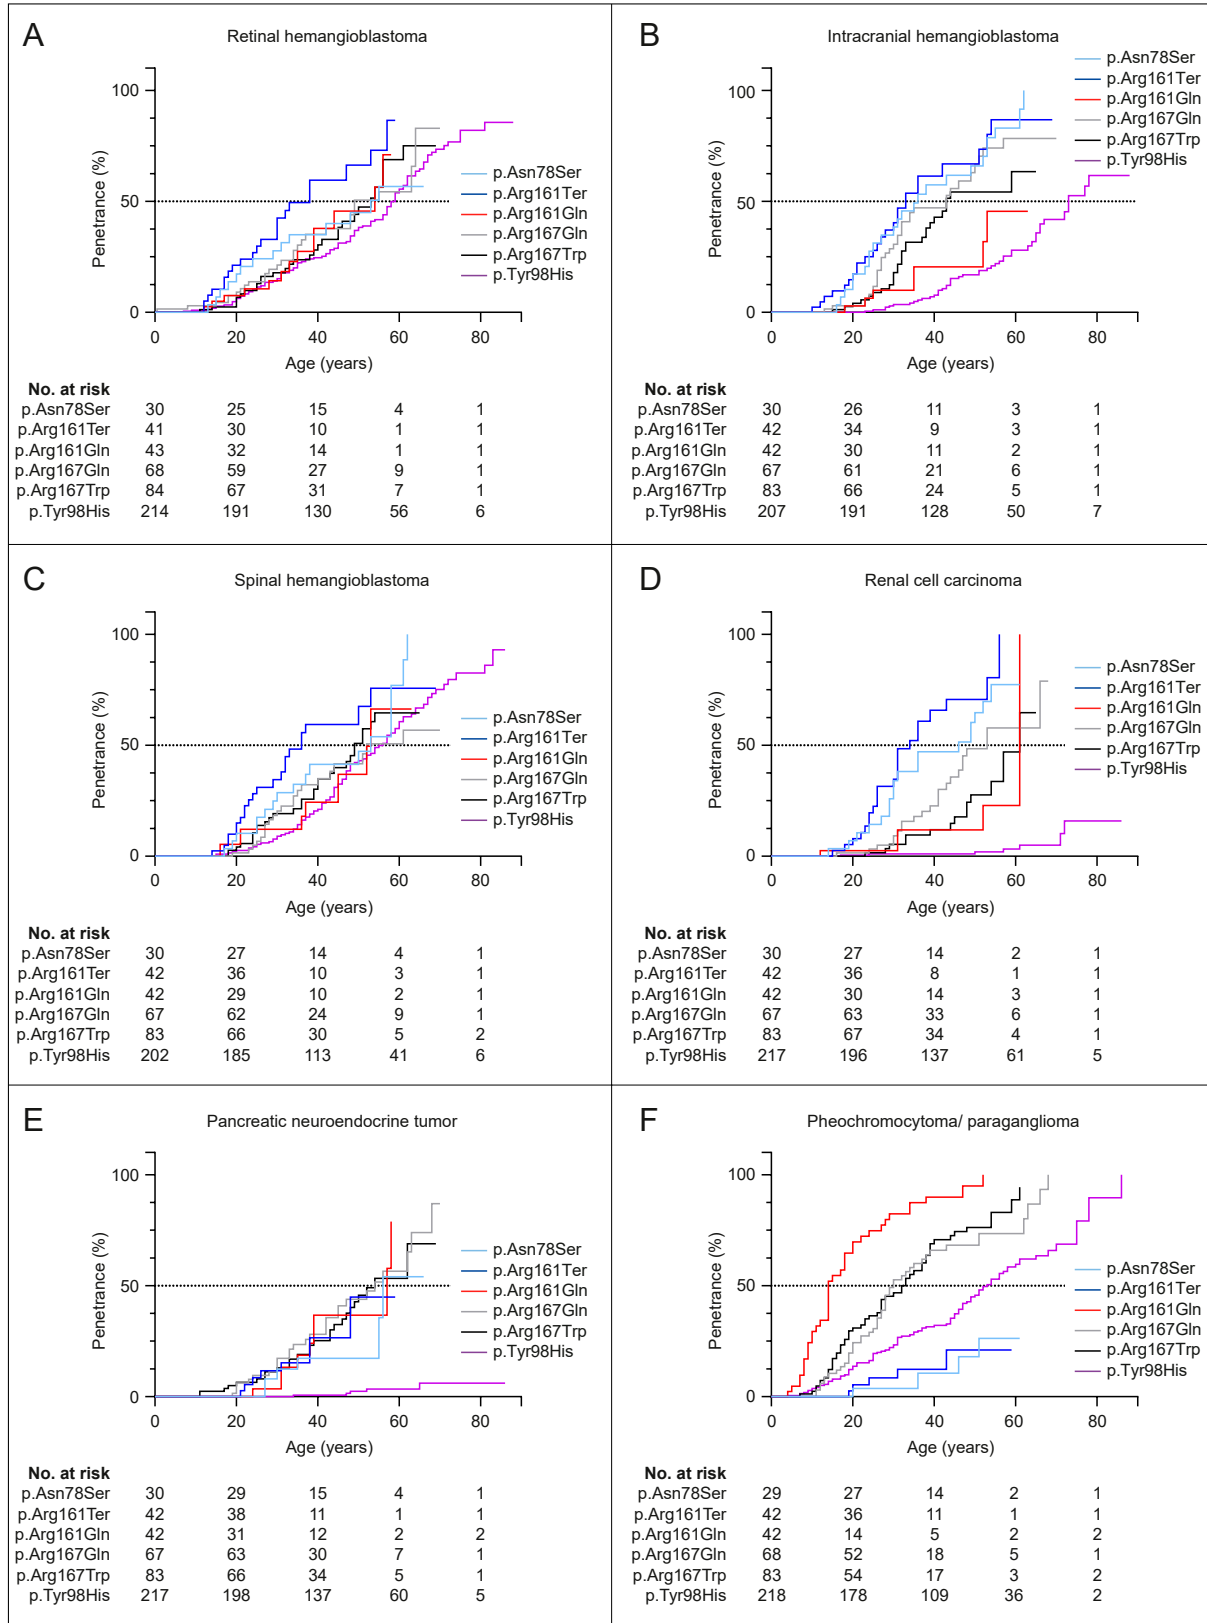 A
Retinal hemangioblastoma
Penetrance (%)
100
50
0
p.Asn78Ser
p.Arg161Ter
p.Arg161Gln
p.Arg167Gln
p.Arg167Trp
p.Tyr98His
0 20 40 60 80
Age (years)
No. at risk
p.Asn78Ser 30 25 15 4 1
p.Arg161Ter 41 30 10 1 1
p.Arg161Gln 43 32 14 1 1
p.Arg167Gln 68 59 27 9 1
p.Arg167Trp 84 67 31 7 1
p.Tyr98His 214 191 130 56 6
B
Intracranial hemangioblastoma
Penetrance (%)
100
50
0
p.Asn78Ser
p.Arg161Ter
p.Arg161Gln
p.Arg167Gln
p.Arg167Trp
p.Tyr98His
0 20 40 60 80
Age (years)
No. at risk
p.Asn78Ser 30 26 11 3 1
p.Arg161Ter 42 34 9 3 1
p.Arg161Gln 42 30 11 2 1
p.Arg167Gln 67 61 21 6 1
p.Arg167Trp 83 66 24 5 1
p.Tyr98His 207 191 128 50 7
C
Spinal hemangioblastoma
Penetrance (%)
100
50
0
p.Asn78Ser
p.Arg161Ter
p.Arg161Gln
p.Arg167Gln
p.Arg167Trp
p.Tyr98His
0 20 40 60 80
Age (years)
No. at risk
p.Asn78Ser 30 27 14 4 1
p.Arg161Ter 42 36 10 3 1
p.Arg161Gln 42 29 10 2 1
p.Arg167Gln 67 62 24 9 1
p.Arg167Trp 83 66 30 5 2
p.Tyr98His 202 185 113 41 6
D
Renal cell carcinoma
Penetrance (%)
100
50
0
p.Asn78Ser
p.Arg161Ter
p.Arg161Gln
p.Arg167Gln
p.Arg167Trp
p.Tyr98His
0 20 40 60 80
Age (years)
No. at risk
p.Asn78Ser 30 27 14 2 1
p.Arg161Ter 42 36 8 1 1
p.Arg161Gln 42 30 14 3 1
p.Arg167Gln 67 63 33 6 1
p.Arg167Trp 83 67 34 4 1
p.Tyr98His 217 196 137 61 5
E
Pancreatic neuroendocrine tumor
Penetrance (%)
100
50
0
p.Asn78Ser
p.Arg161Ter
p.Arg161Gln
p.Arg167Gln
p.Arg167Trp
p.Tyr98His
0 20 40 60 80
Age (years)
No. at risk
p.Asn78Ser 30 29 15 4 1
p.Arg161Ter 42 38 11 1 1
p.Arg161Gln 42 31 12 2 2
p.Arg167Gln 67 63 30 7 1
p.Arg167Trp 83 66 34 5 1
p.Tyr98His 217 198 137 60 5
F
Pheochromocytoma/ paraganglioma
Penetrance (%)
100
50
0
p.Asn78Ser
p.Arg161Ter
p.Arg161Gln
p.Arg167Gln
p.Arg167Trp
p.Tyr98His
0 20 40 60 80
Age (years)
No. at risk
p.Asn78Ser 29 27 14 2 1
p.Arg161Ter 42 36 11 1 1
p.Arg161Gln 42 14 5 2 2
p.Arg167Gln 68 52 18 5 1
p.Arg167Trp 83 54 17 3 2
p.Tyr98His 218 178 109 36 2